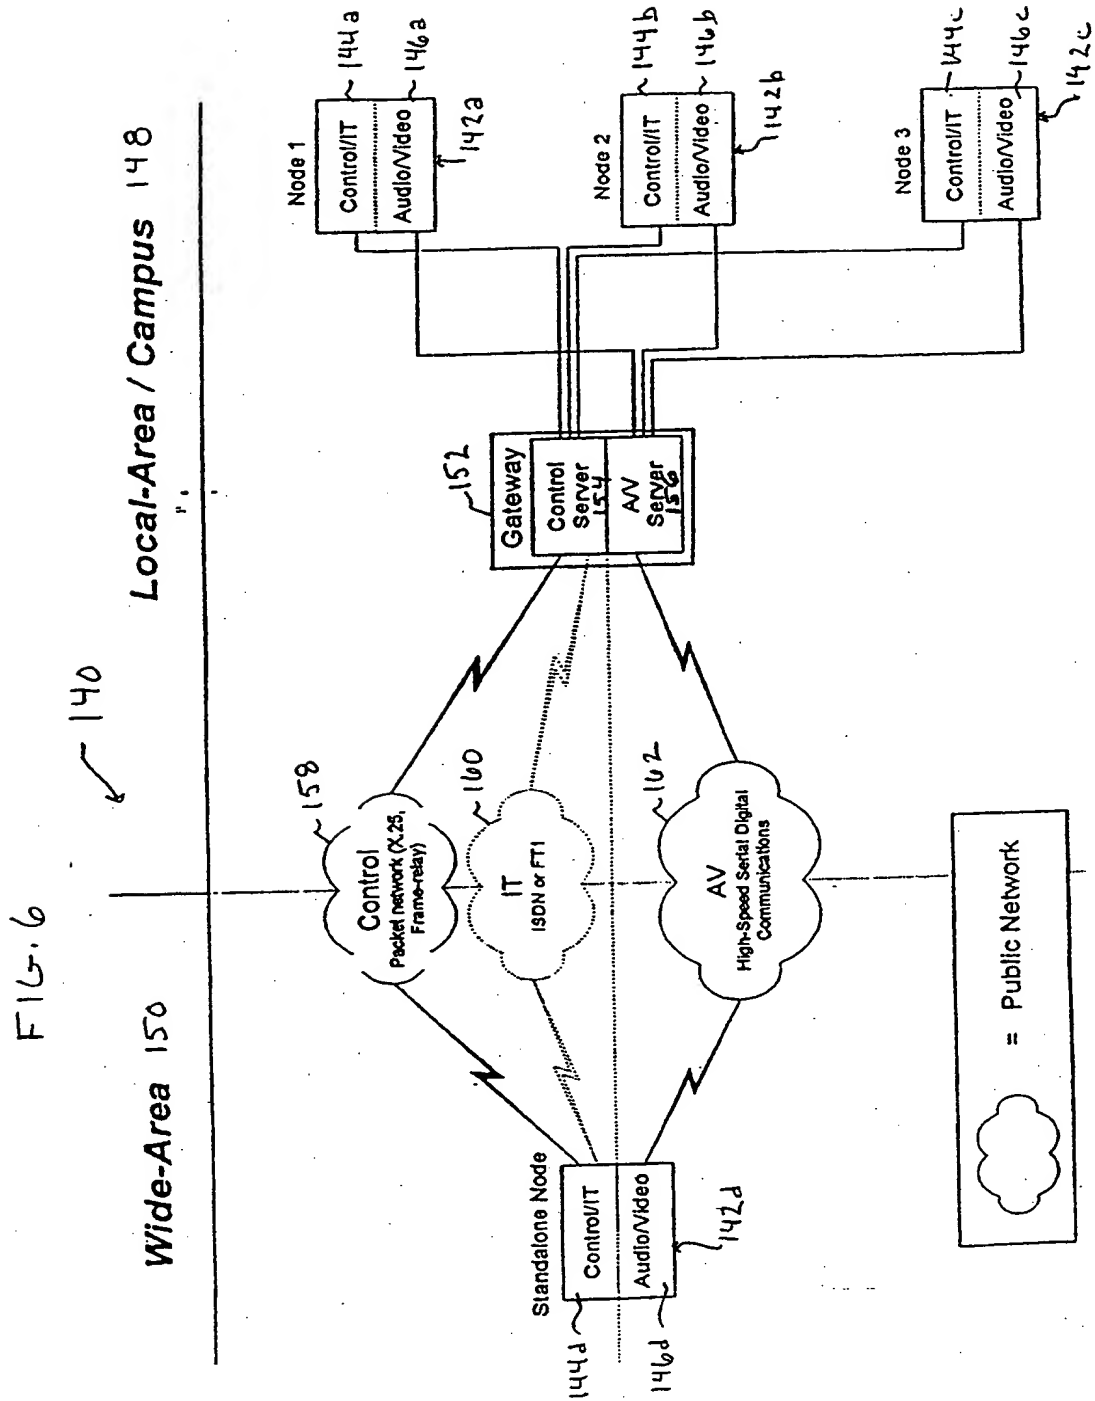 FIG. 6
140
Wide-Area 150
Local-Area / Campus 148
Standalone Node
Control/IT
Audio/Video
144d
146d
142d
Control
Packet network (X.25,
Frame-relay)
158
IT
ISDN or FT1
160
AV
High-Speed Serial Digital
Communications
162
Gateway
152
Control
Server
154
A/V
Server
156
Node 1
Control/IT
Audio/Video
144a
146a
142a
Node 2
Control/IT
Audio/Video
144b
146b
142b
Node 3
Control/IT
Audio/Video
144c
146c
142c
= Public Network